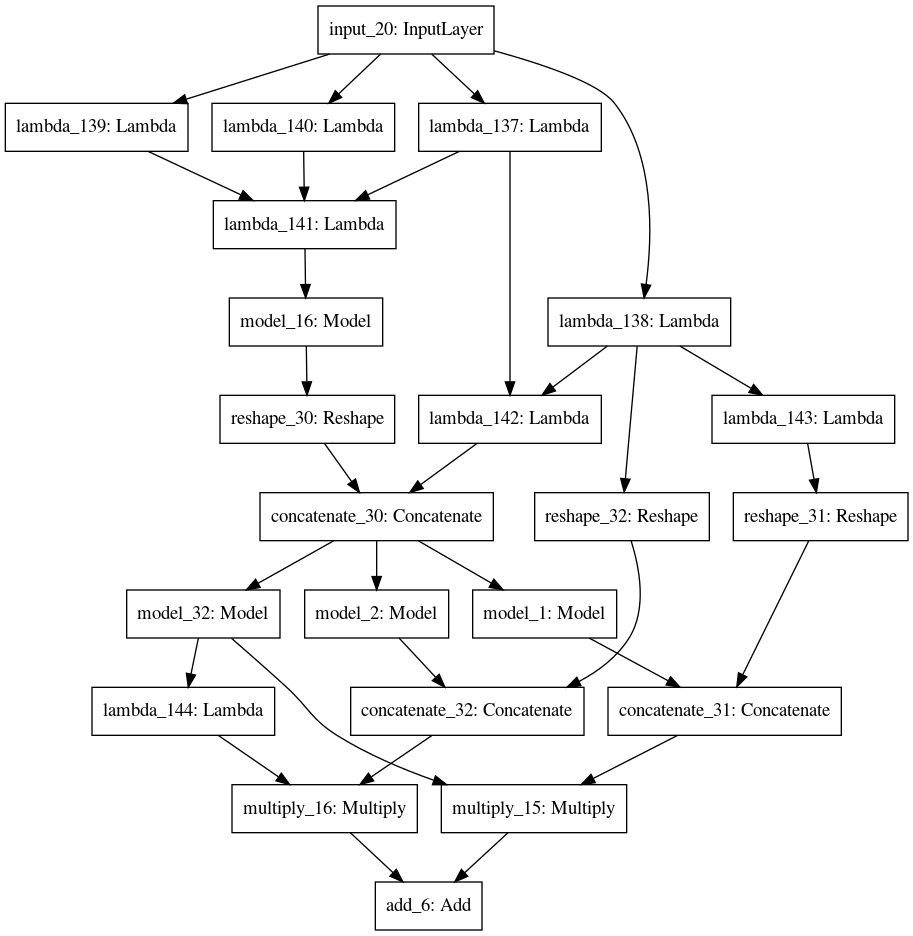 input_20: InputLayer
lambda_139: Lambda
lambda_140: Lambda
lambda_137: Lambda
lambda_141: Lambda
model_16: Model
lambda_138: Lambda
reshape_30: Reshape
lambda_142: Lambda
lambda_143: Lambda
concatenate_30: Concatenate
reshape_32: Reshape
reshape_31: Reshape
model_32: Model
model_2: Model
model_1: Model
lambda_144: Lambda
concatenate_32: Concatenate
concatenate_31: Concatenate
multiply_16: Multiply
multiply_15: Multiply
add_6: Add